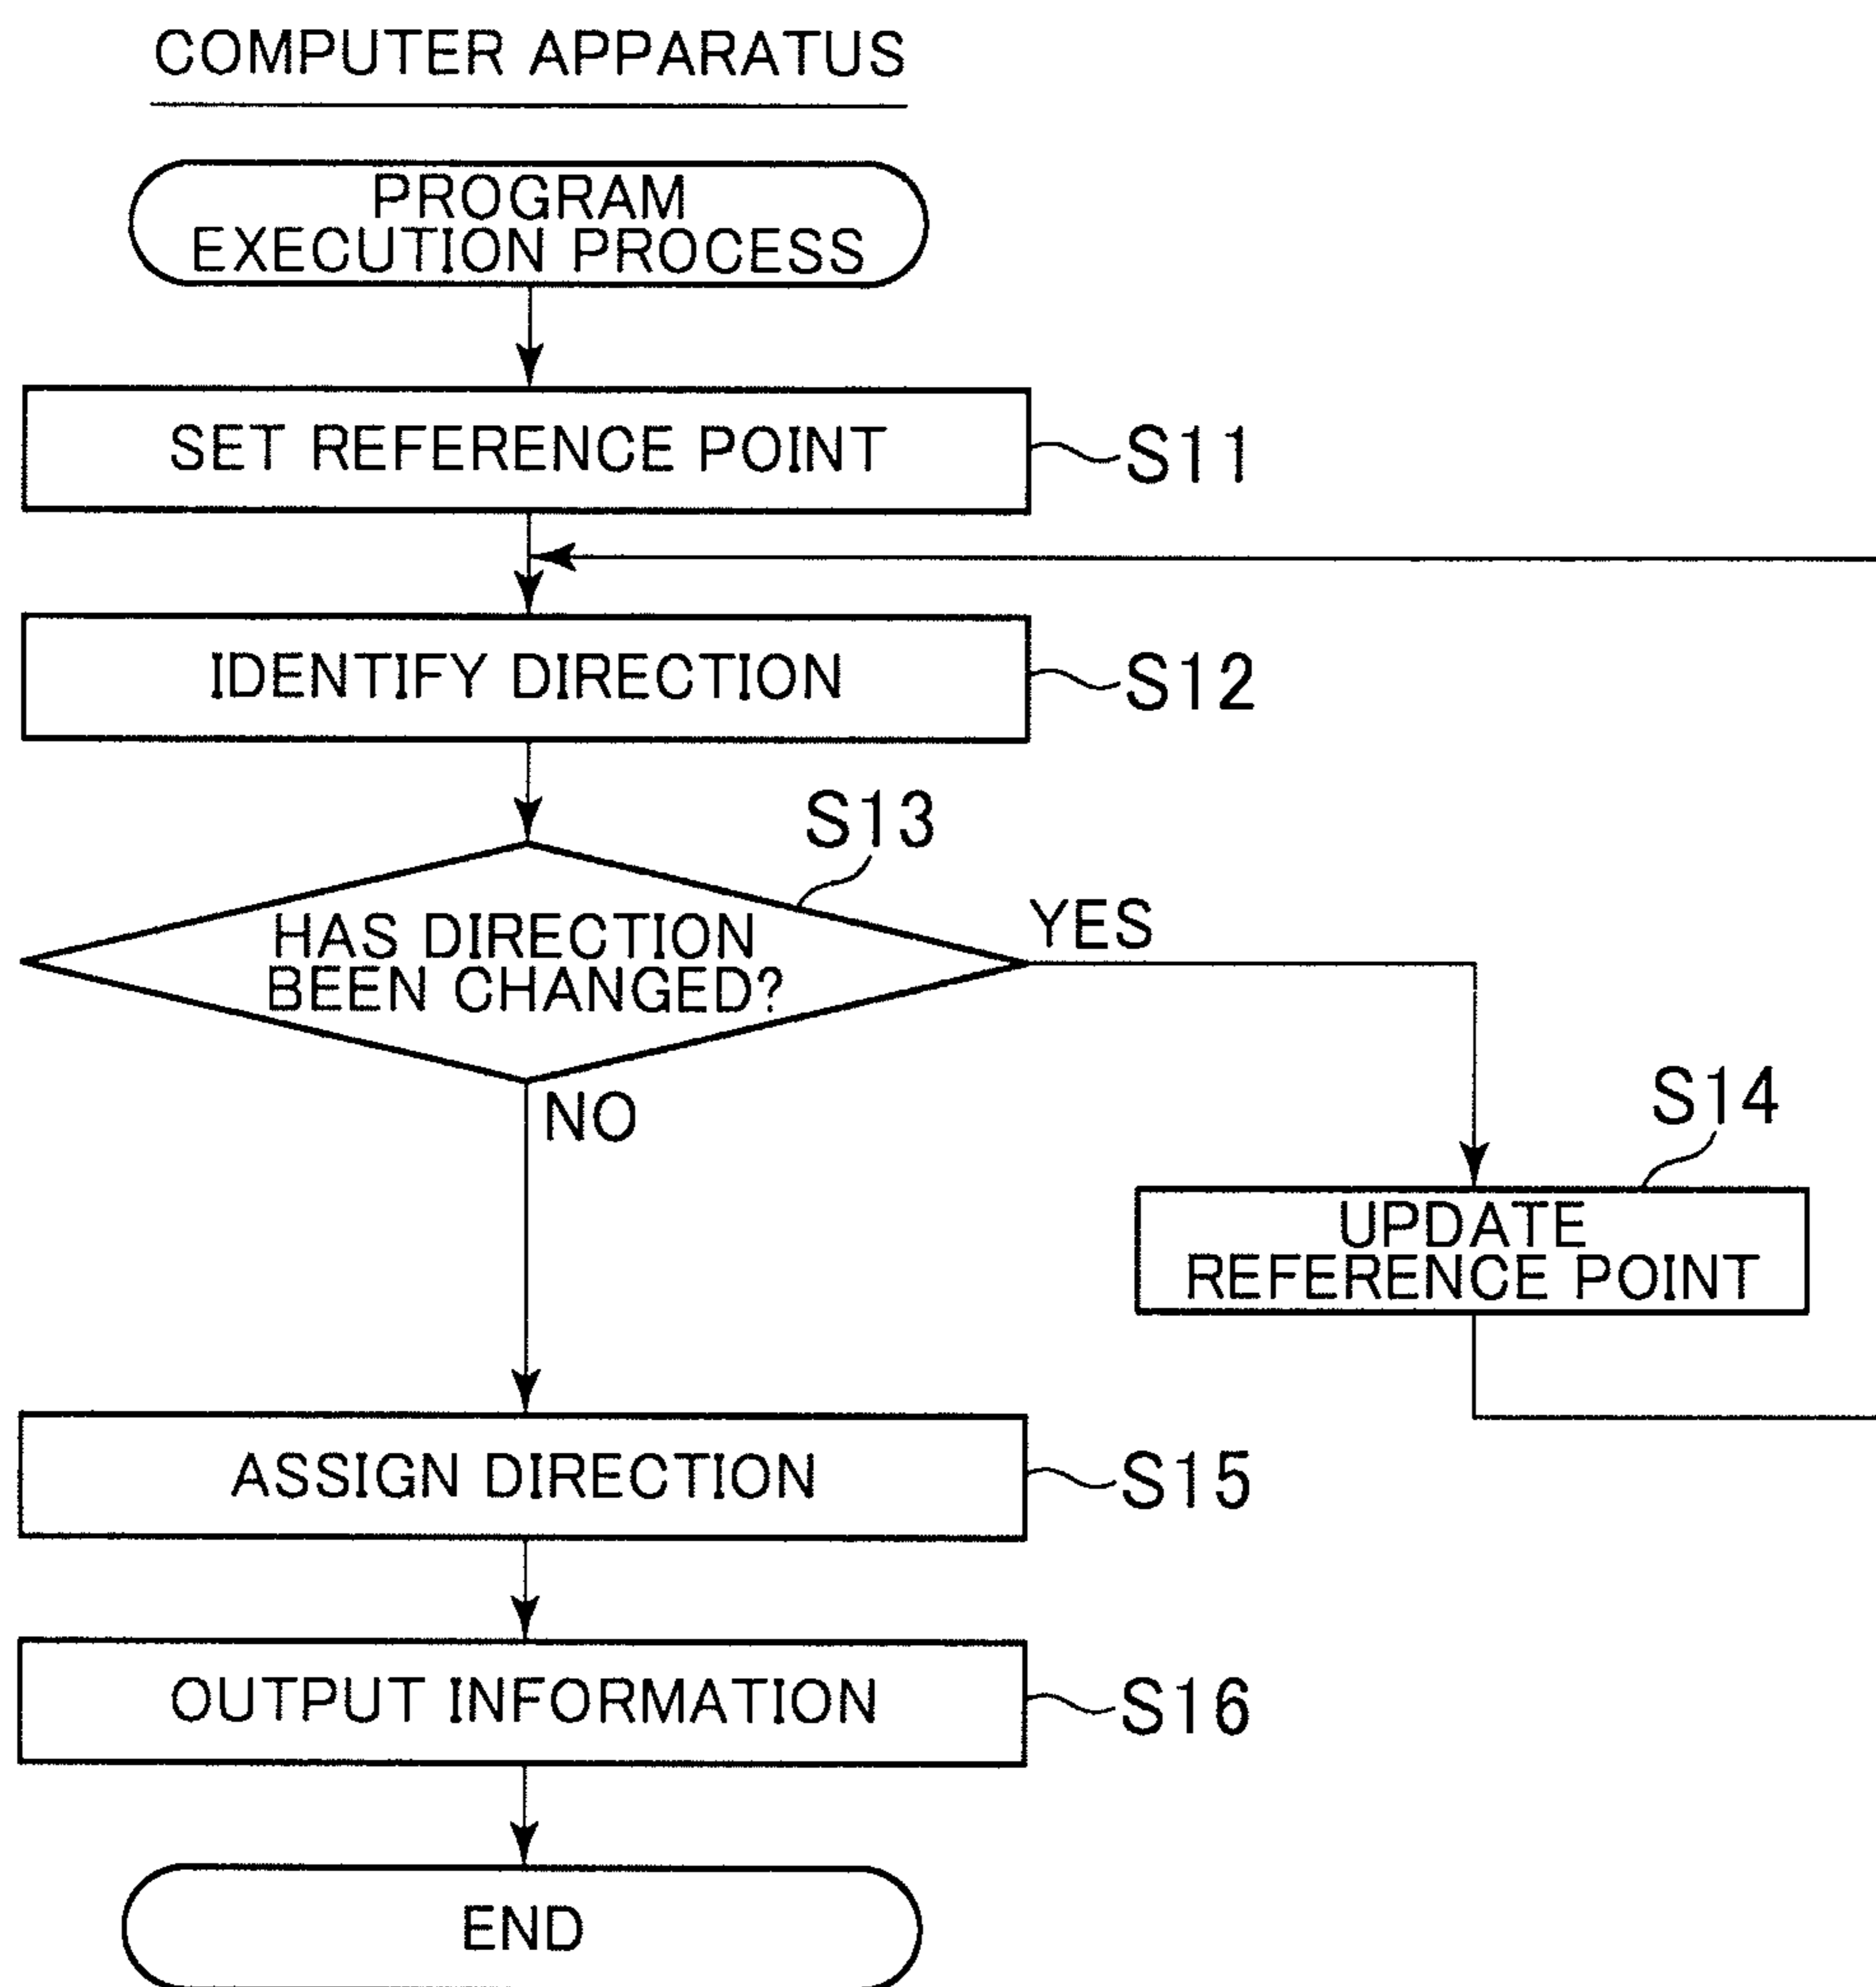 COMPUTER APPARATUS
PROGRAM
EXECUTION PROCESS
SET REFERENCE POINT
S11
IDENTIFY DIRECTION
S12
S13
HAS DIRECTION
BEEN CHANGED?
YES
NO
S14
UPDATE
REFERENCE POINT
ASSIGN DIRECTION
S15
OUTPUT INFORMATION
S16
END